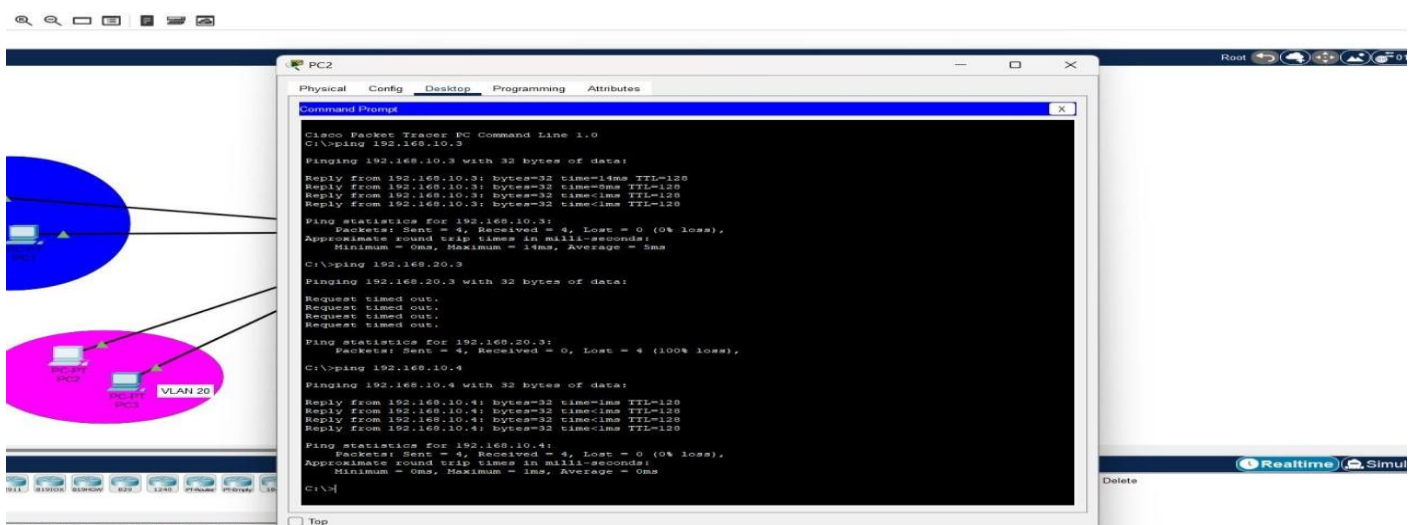 Root
PC2
Physical Config Desktop Programming Attributes
Command Prompt
X
Cisco Packet Tracer PC Command Line 1.0
C:\>ping 192.168.10.3
Pinging 192.168.10.3 with 32 bytes of data:
Reply from 192.168.10.3: bytes=32 time=14ms TTL=128
Reply from 192.168.10.3: bytes=32 time=8ms TTL=128
Reply from 192.168.10.3: bytes=32 time<1ms TTL=128
Reply from 192.168.10.3: bytes=32 time<1ms TTL=128
Ping statistics for 192.168.10.3:
Packets: Sent = 4, Received = 4, Lost = 0 (0% loss),
Approximate round trip times in milli-seconds:
Minimum = 0ms, Maximum = 14ms, Average = 5ms
C:\>ping 192.168.20.3
Pinging 192.168.20.3 with 32 bytes of data:
Request timed out.
Request timed out.
Request timed out.
Request timed out.
Ping statistics for 192.168.20.3:
Packets: Sent = 4, Received = 0, Lost = 4 (100% loss),
C:\>ping 192.168.10.4
Pinging 192.168.10.4 with 32 bytes of data:
Reply from 192.168.10.4: bytes=32 time=1ms TTL=128
Reply from 192.168.10.4: bytes=32 time<1ms TTL=128
Reply from 192.168.10.4: bytes=32 time<1ms TTL=128
Reply from 192.168.10.4: bytes=32 time<1ms TTL=128
Ping statistics for 192.168.10.4:
Packets: Sent = 4, Received = 4, Lost = 0 (0% loss),
Approximate round trip times in milli-seconds:
Minimum = 0ms, Maximum = 1ms, Average = 0ms
C:\>
Top
PC1
PC-PT
PC2
PC-PT
PC3
VLAN 20
819HGW 829 1240 PT-Router PT-Empty
Realtime Simul
Delete